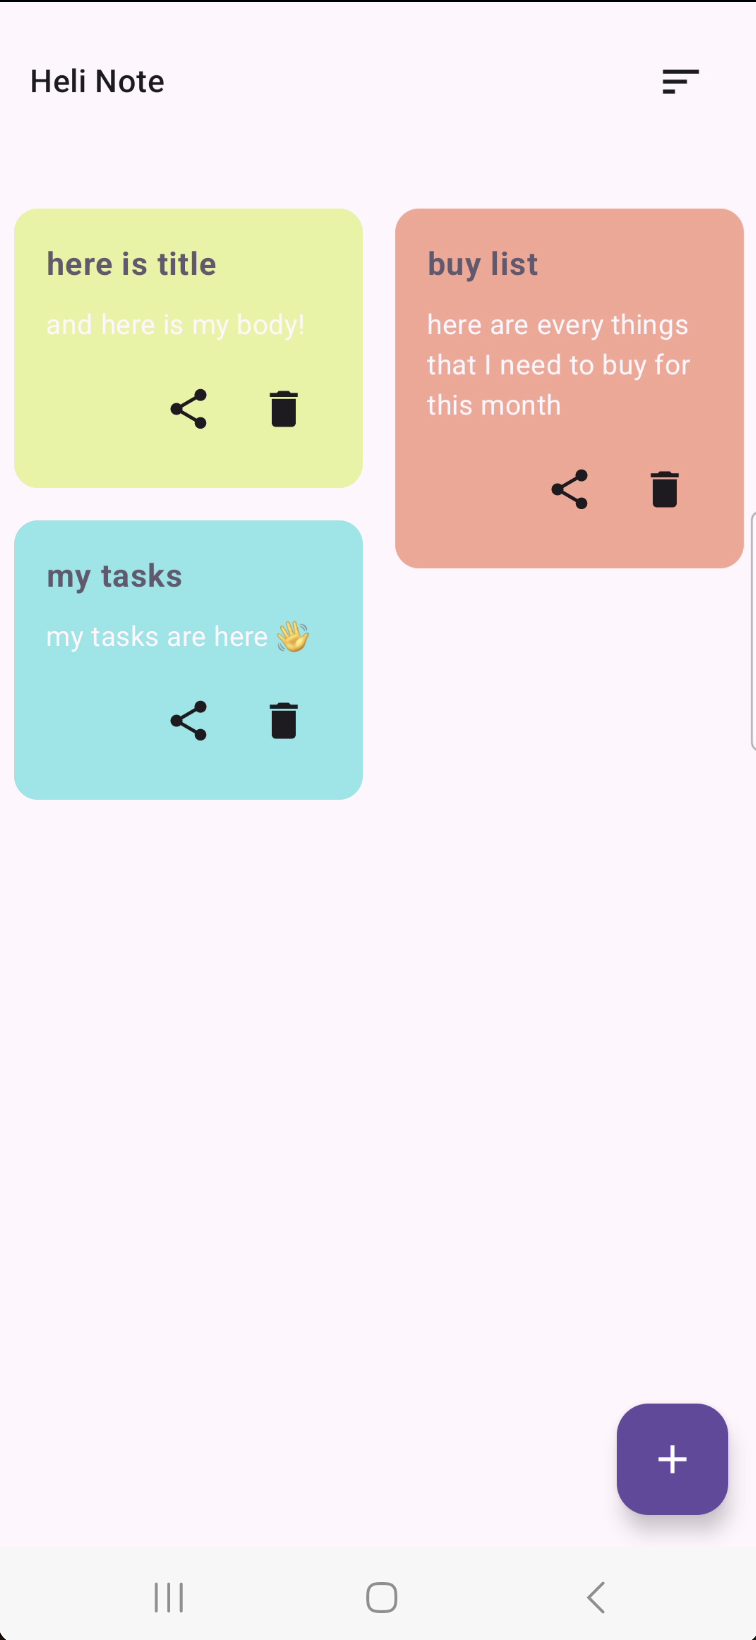 Heli Note
here is title
and here is my body!
buy list
here are every things
that I need to buy for
this month
my tasks
my tasks are here 👋